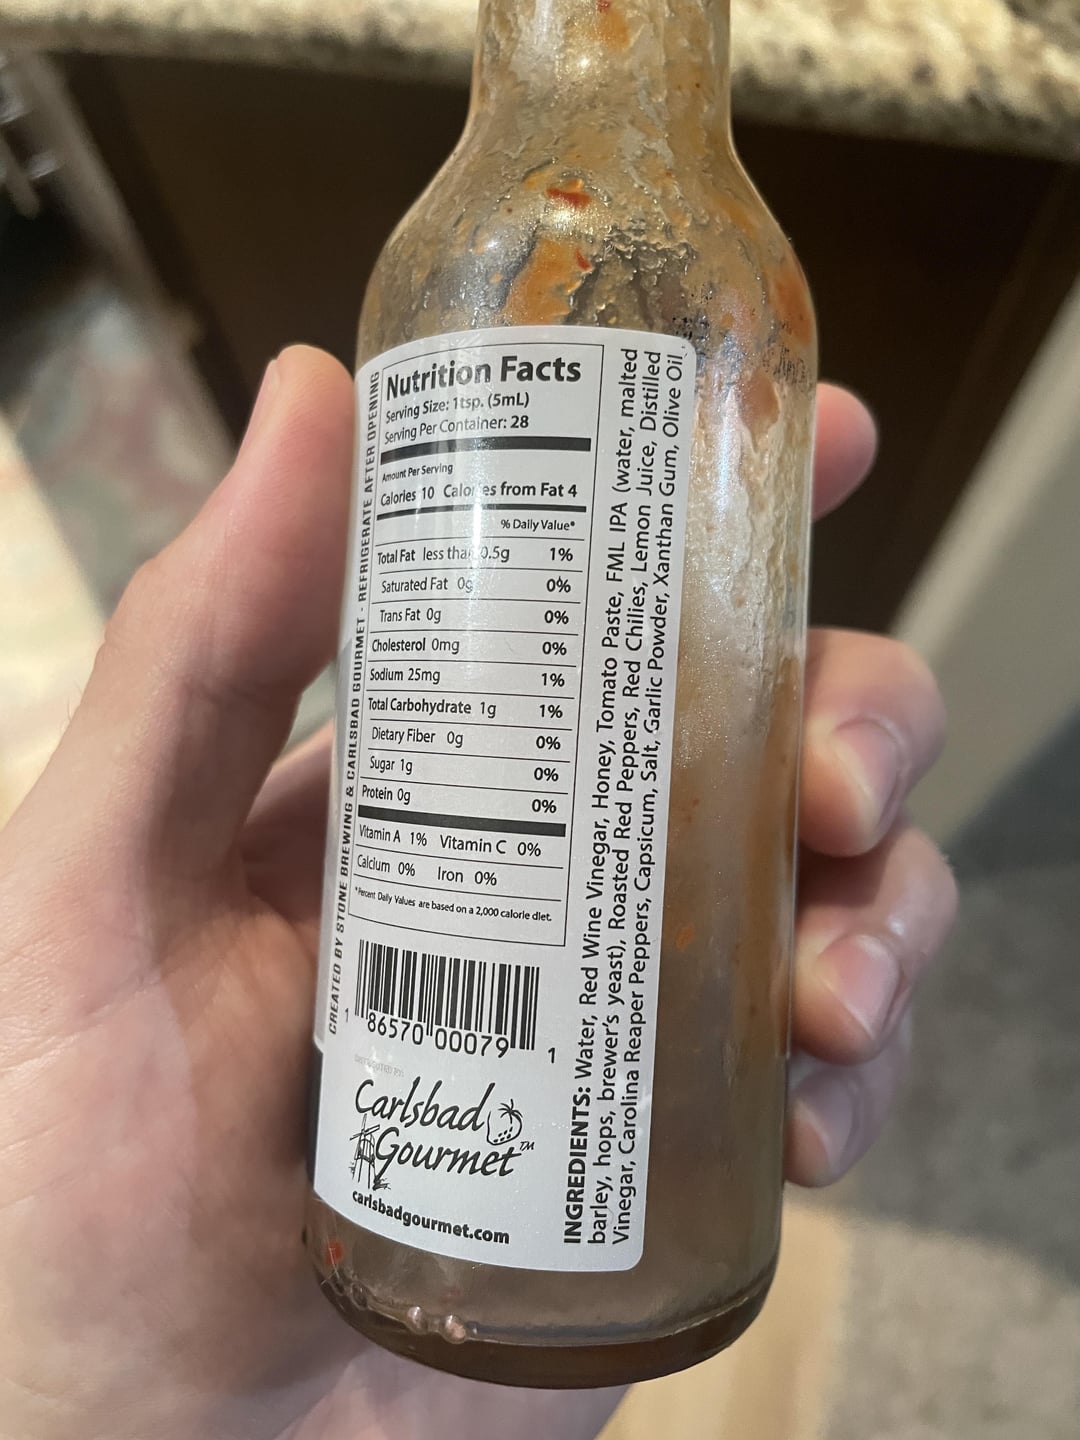 CREATED BY STONE BREWING & CARLSBAD GOURMET · REFRIGERATE AFTER OPENING
Nutrition Facts
Serving Size: 1tsp. (5mL)
Serving Per Container: 28
Amount Per Serving
Calories 10 Calories from Fat 4
% Daily Value*
Total Fat less than 0.5g 1%
Saturated Fat 0g 0%
Trans Fat 0g 0%
Cholesterol 0mg 0%
Sodium 25mg 1%
Total Carbohydrate 1g 1%
Dietary Fiber 0g 0%
Sugar 1g 0%
Protein 0g 0%
Vitamin A 1% Vitamin C 0%
Calcium 0% Iron 0%
*Percent Daily Values are based on a 2,000 calorie diet.
1 86570 00079 1
DISTRIBUTED BY:
Carlsbad
Gourmet™
carlsbadgourmet.com
INGREDIENTS: Water, Red Wine Vinegar, Honey, Tomato Paste, FML IPA (water, malted
barley, hops, brewer's yeast), Roasted Red Peppers, Red Chilies, Lemon Juice, Distilled
Vinegar, Carolina Reaper Peppers, Capsicum, Salt, Garlic Powder, Xanthan Gum, Olive Oil.